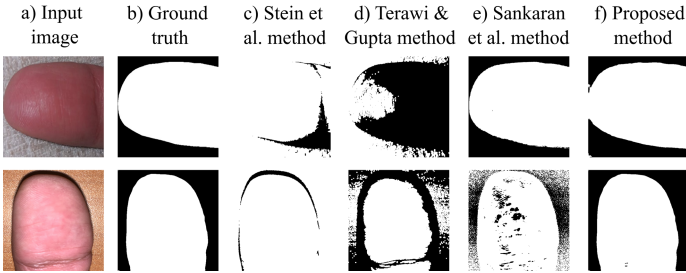 a) Input image
b) Ground truth
c) Stein et al. method
d) Terawi & Gupta method
e) Sankaran et al. method
f) Proposed method